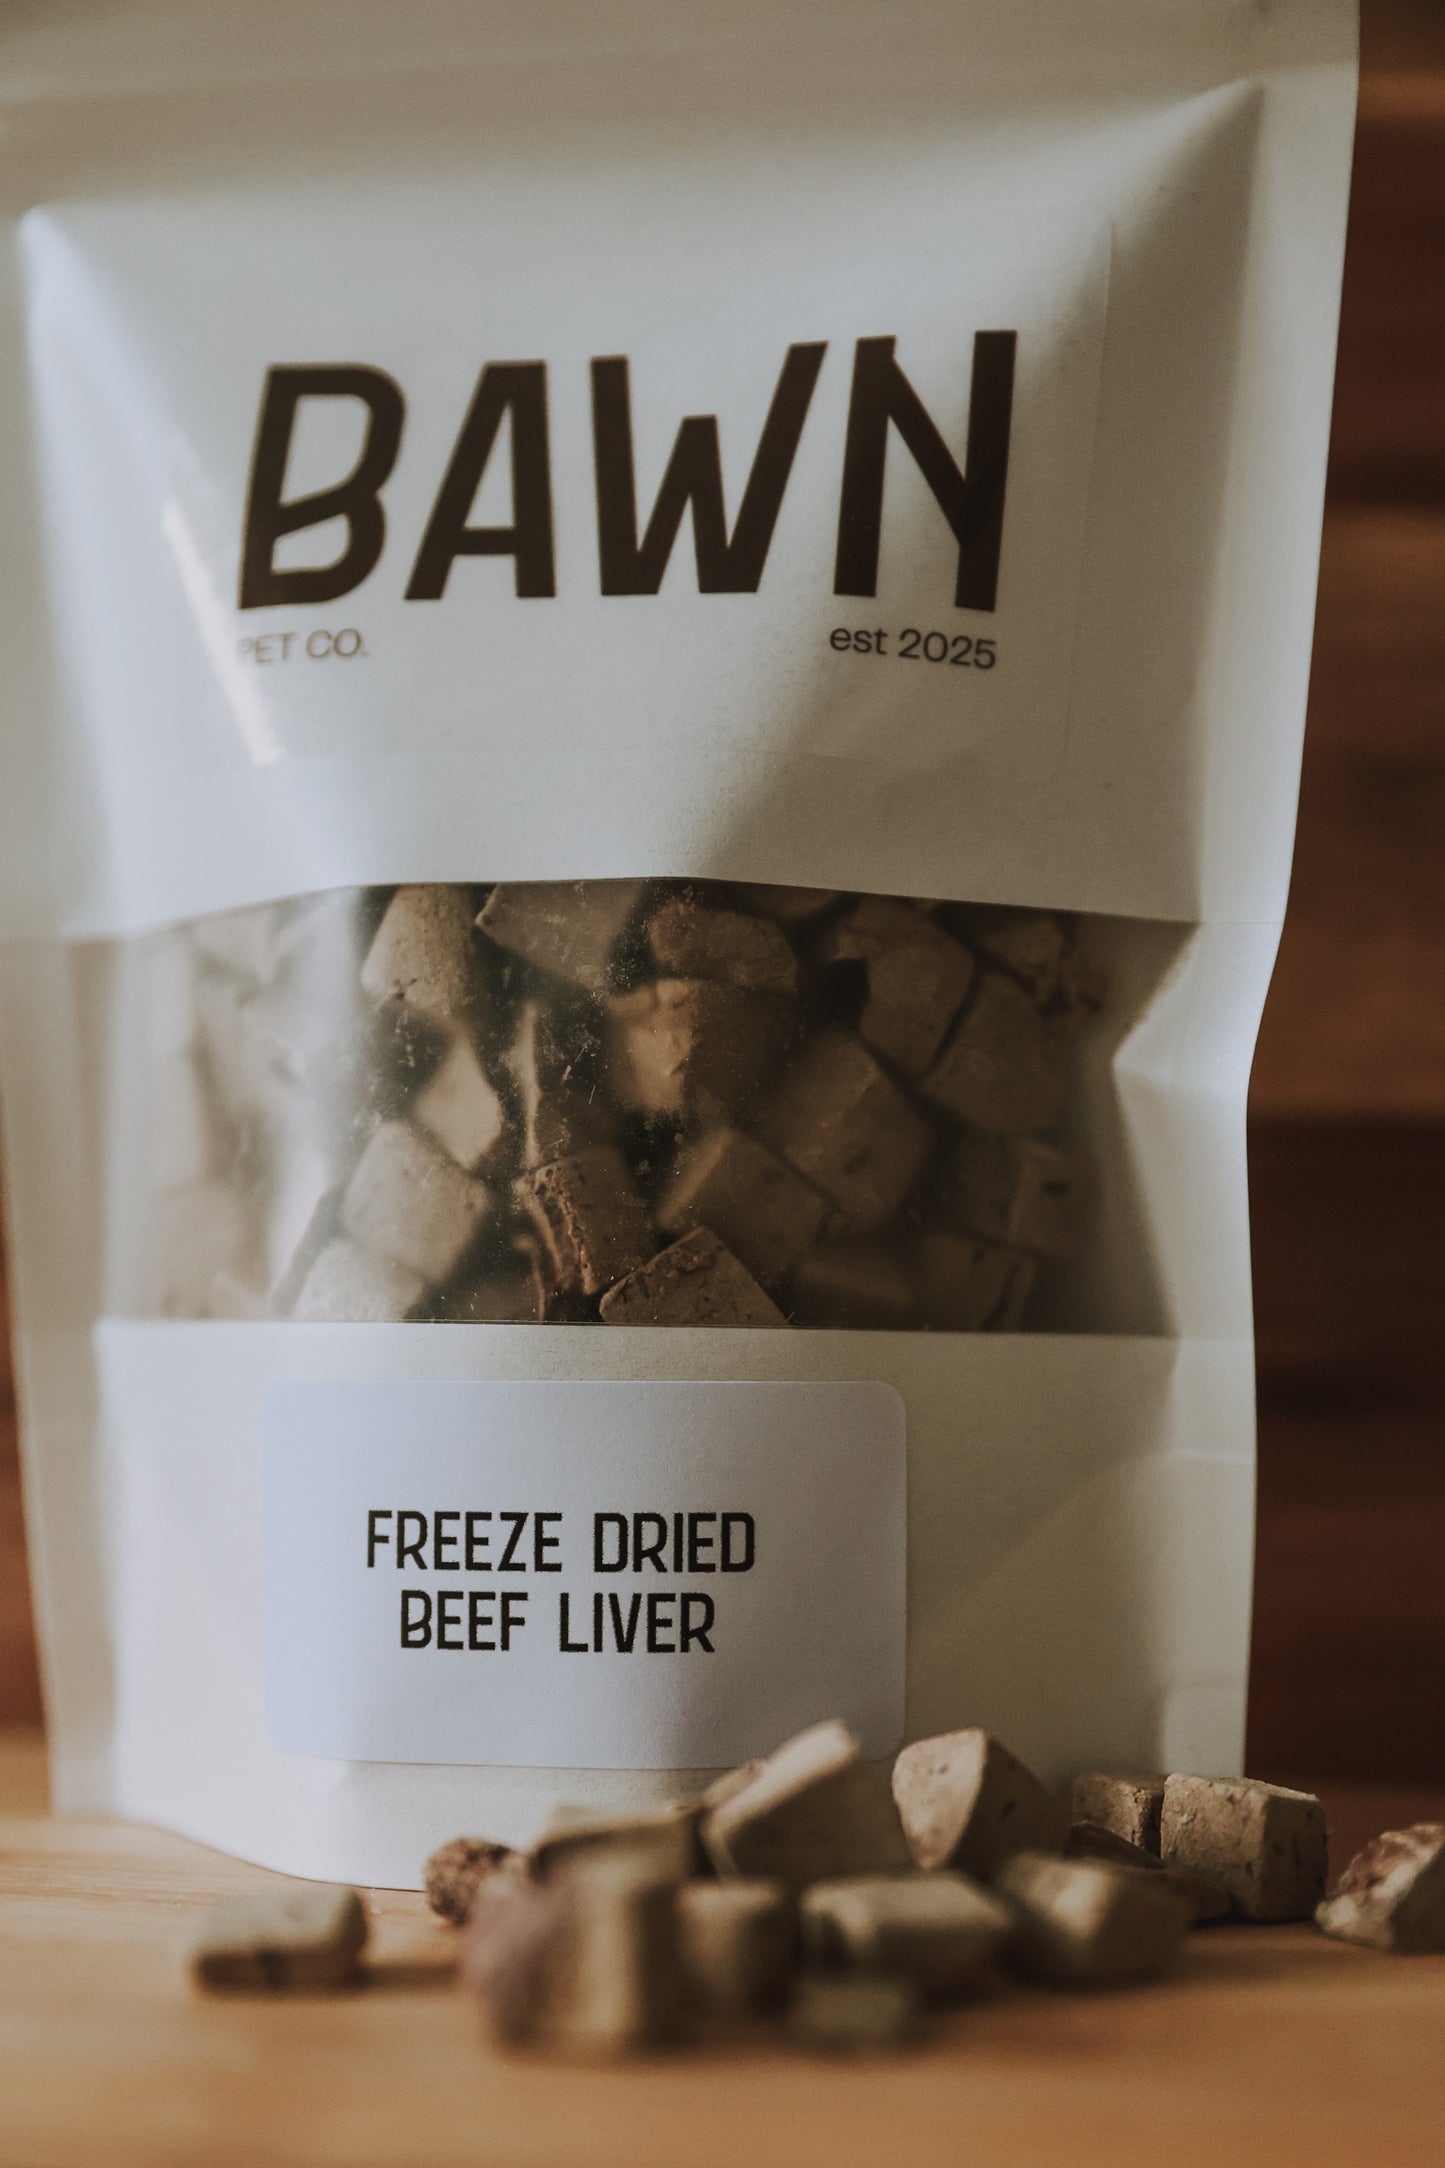 BAWN
PET CO. est 2025
FREEZE DRIED
BEEF LIVER